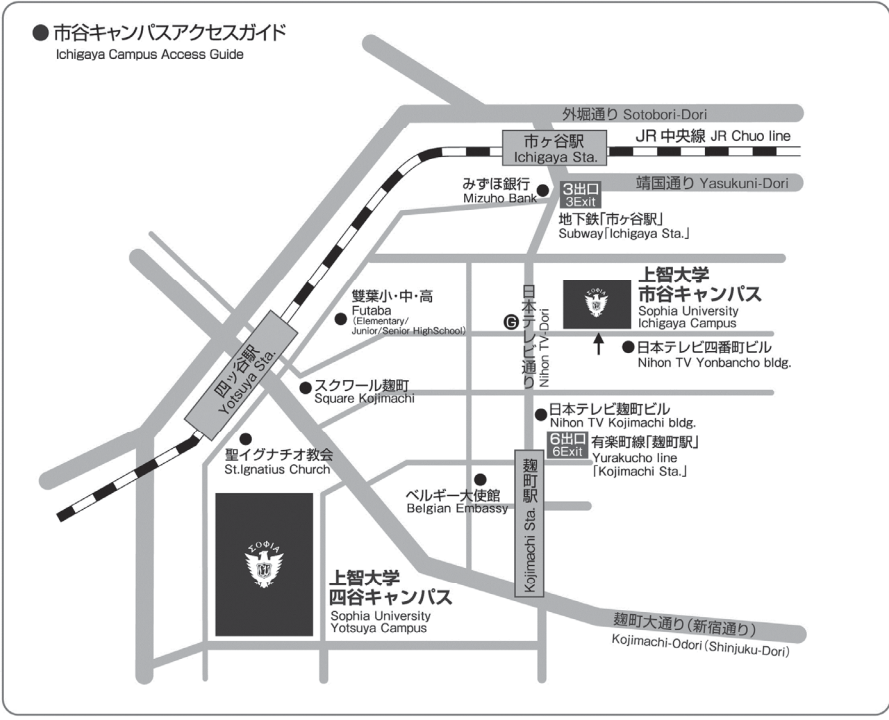 ● 市谷キャンパスアクセスガイド
Ichigaya Campus Access Guide
外堀通り Sotobori-Dori
市ヶ谷駅
Ichigaya Sta.
JR 中央線 JR Chuo line
みずほ銀行
Mizuho Bank
3出口
3Exit
靖国通り Yasukuni-Dori
地下鉄「市ヶ谷駅」
Subway「Ichigaya Sta.」
上智大学
市谷キャンパス
Sophia University
Ichigaya Campus
ΣΟΦΙΑ
雙葉小・中・高
Futaba
(Elementary/
Junior/Senior HighSchool)
G
日本テレビ通り
Nihon TV-Dori
日本テレビ四番町ビル
Nihon TV Yonbancho bldg.
四ッ谷駅
Yotsuya Sta.
スクワール麹町
Square Kojimachi
日本テレビ麹町ビル
Nihon TV Kojimachi bldg.
6出口
6Exit
有楽町線「麹町駅」
Yurakucho line
「Kojimachi Sta.」
聖イグナチオ教会
St.Ignatius Church
ベルギー大使館
Belgian Embassy
麹町駅
Kojimachi Sta.
ΣΟΦΙΑ
上智大学
四谷キャンパス
Sophia University
Yotsuya Campus
麹町大通り(新宿通り)
Kojimachi-Odori(Shinjuku-Dori)